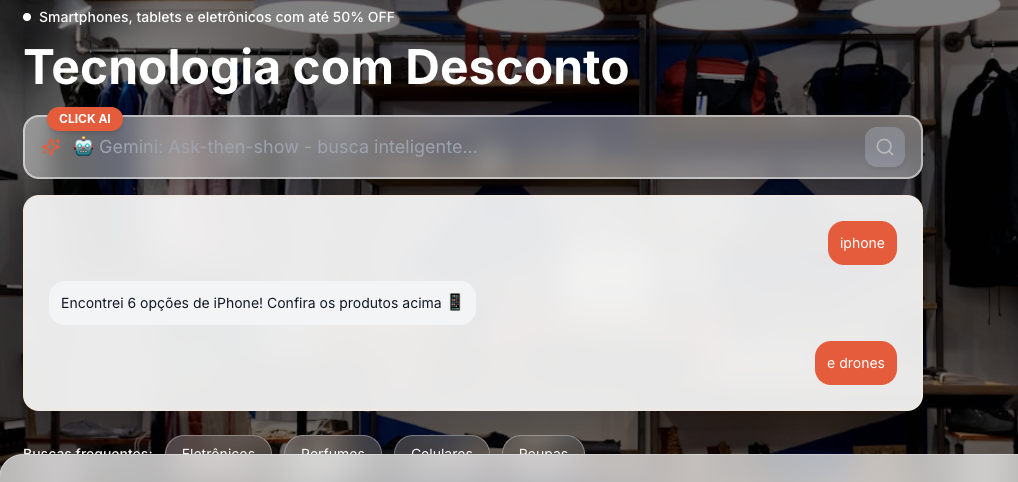 Smartphones, tablets e eletrônicos com até 50% OFF
Tecnologia com Desconto
CLICK AI
🤖 Gemini: Ask-then-show - busca inteligente...
iphone
Encontrei 6 opções de iPhone! Confira os produtos acima 📱
e drones
Buscas frequentes: Eletrônicos Perfumes Celulares Roupas